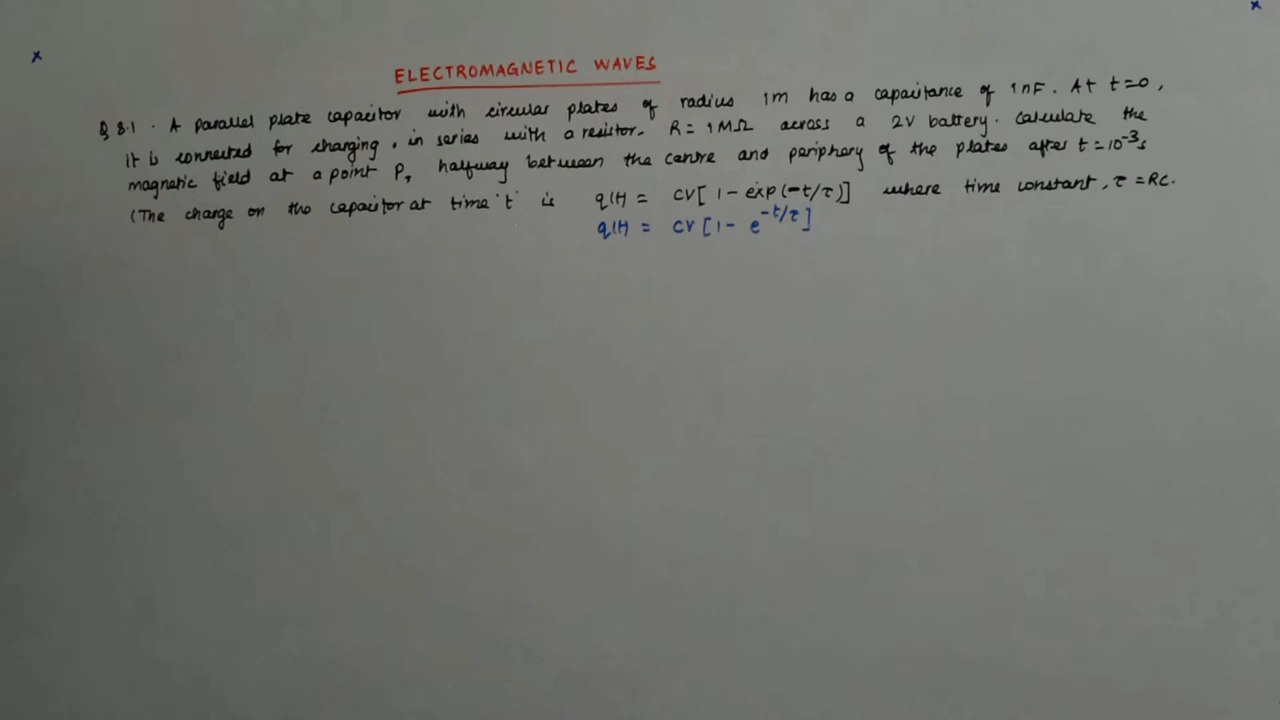 ELECTROMAGNETIC WAVES
Q 8.1. A parallel plate capacitor with circular plates of radius 1m has a capacitance of 1nF. At t=0,
It is connected for charging, in series with a resistor. R = 1MΩ across a 2V battery. Calculate the
magnetic field at a point P, halfway between the centre and periphery of the plates after t = 10⁻³s
(The charge on the capacitor at time 't' is q(t) = CV[1 - exp(-t/τ)] where time constant, τ = RC.
q(t) = CV [1 - e^{-t/τ}]